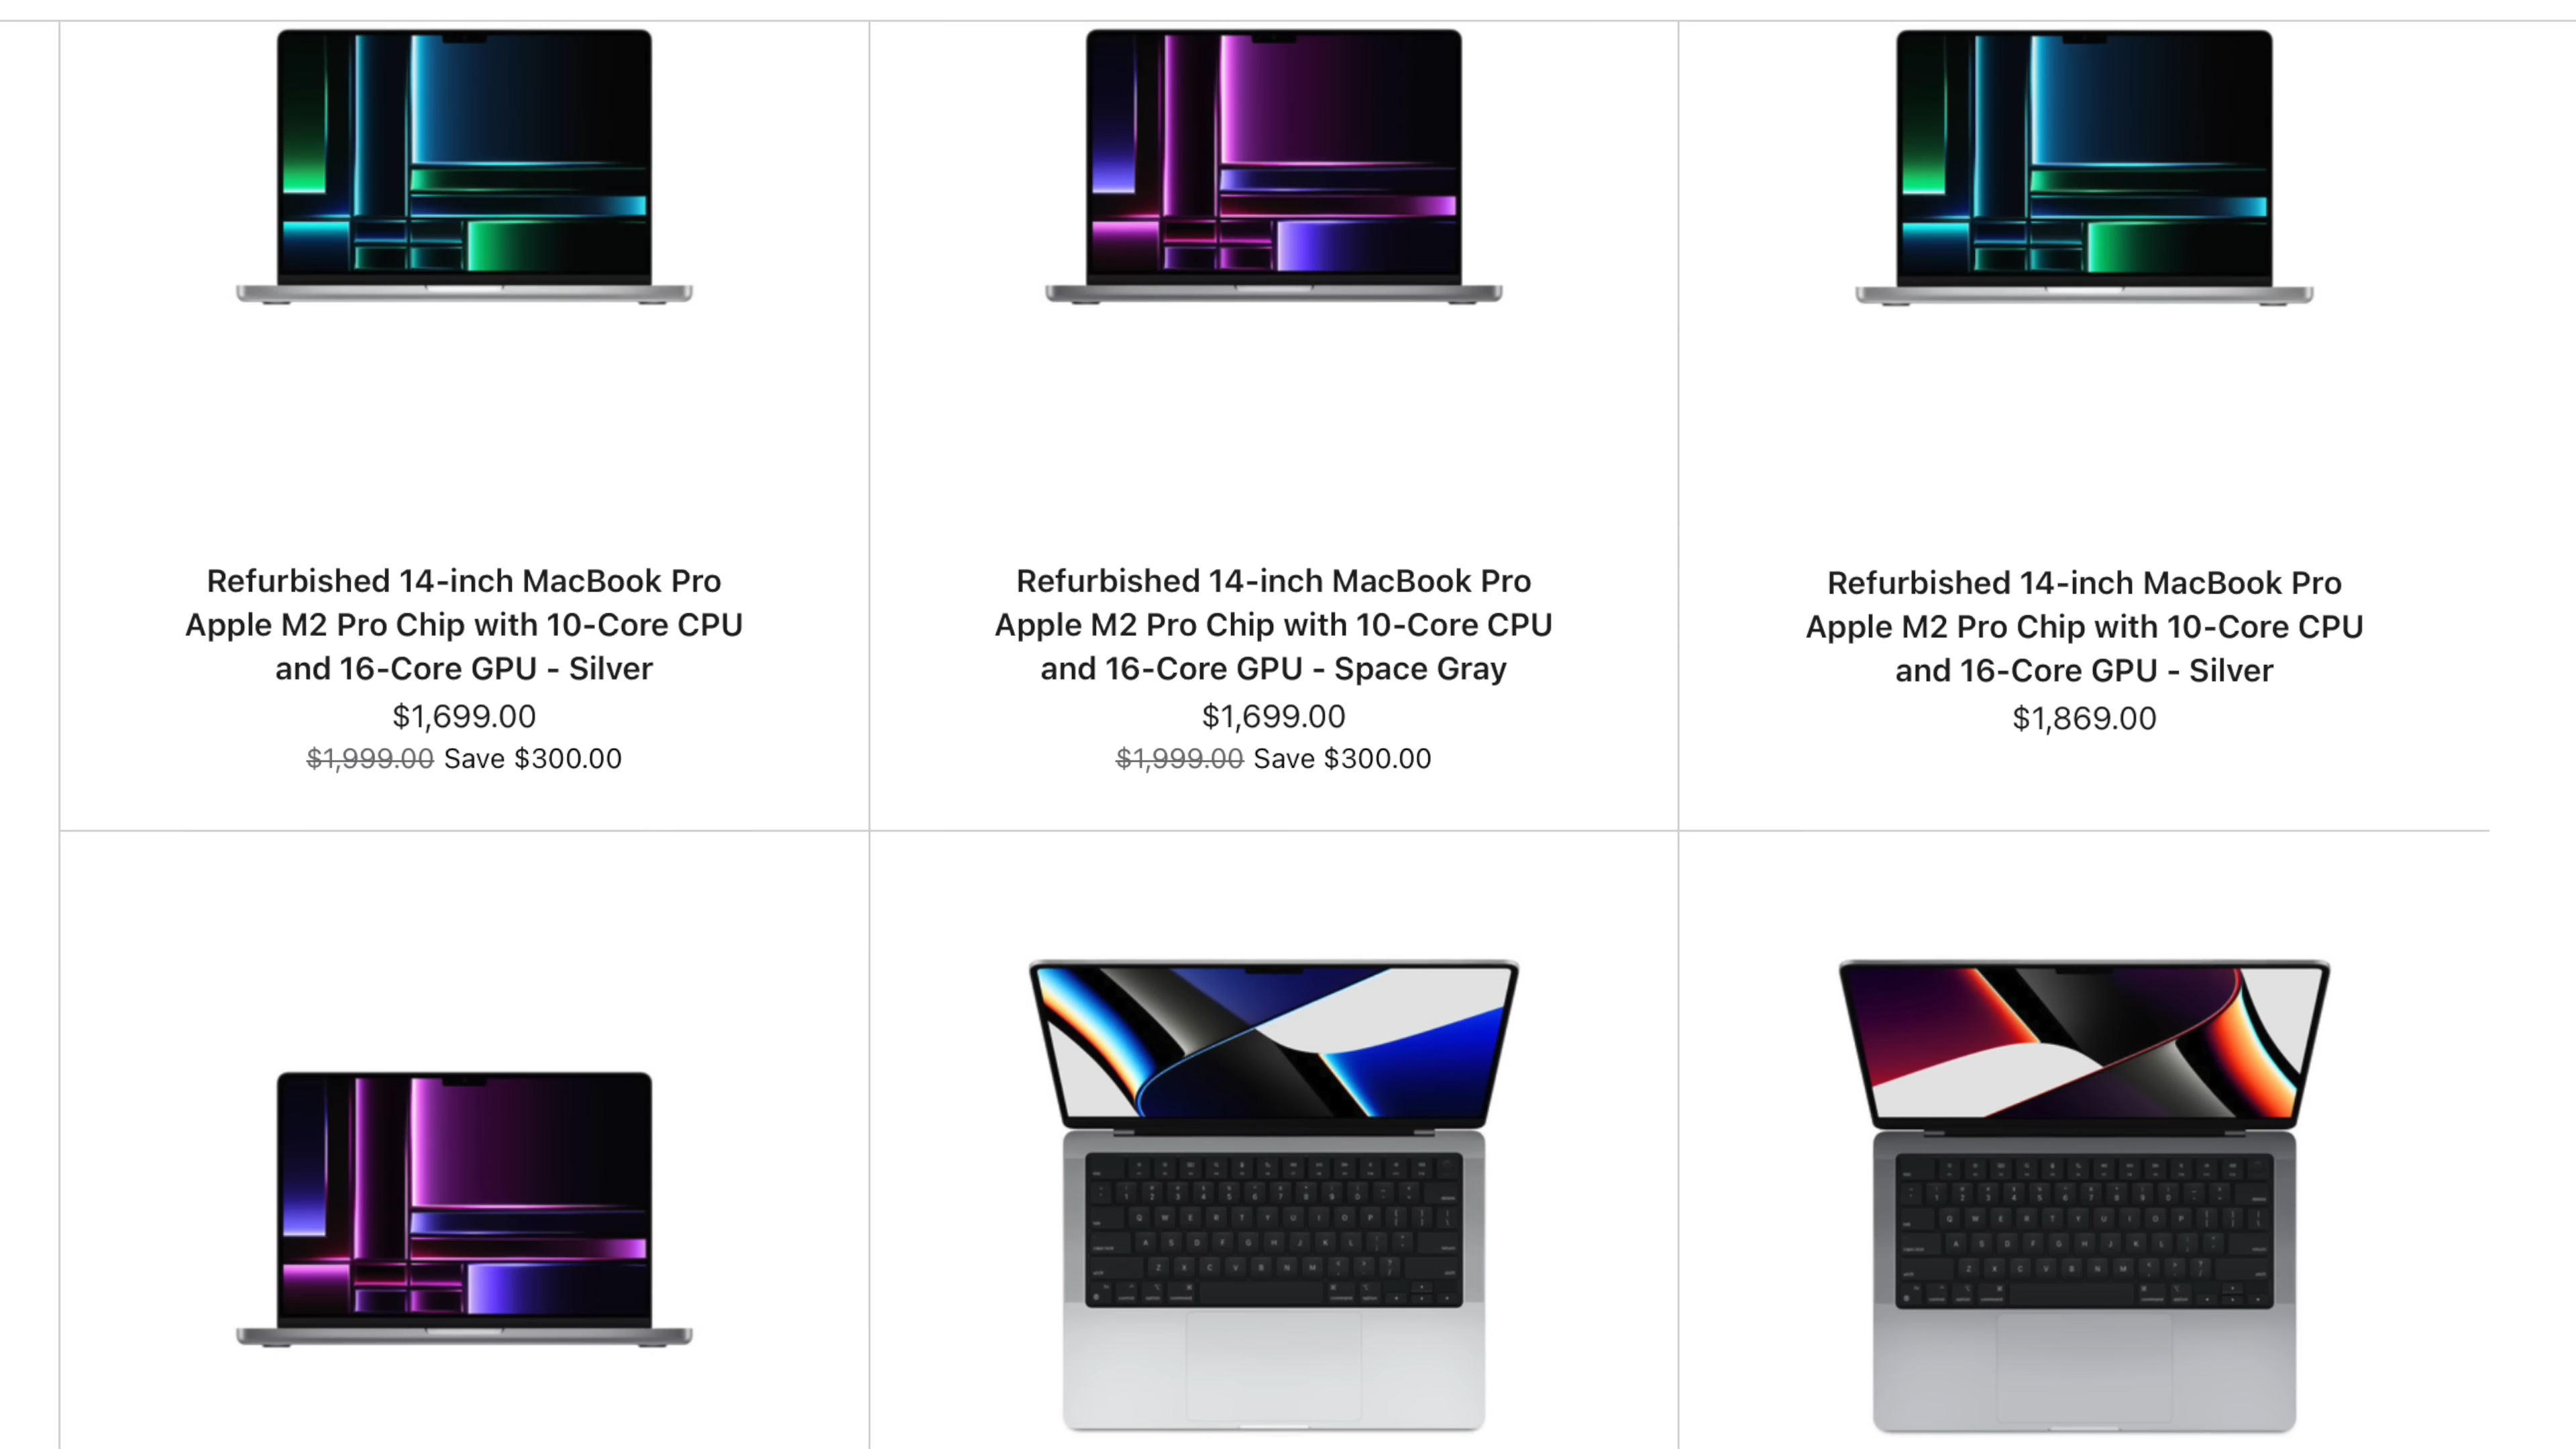 Refurbished 14-inch MacBook Pro
Apple M2 Pro Chip with 10-Core CPU
and 16-Core GPU - Silver
$1,699.00
$1,999.00 Save $300.00
Refurbished 14-inch MacBook Pro
Apple M2 Pro Chip with 10-Core CPU
and 16-Core GPU - Space Gray
$1,699.00
$1,999.00 Save $300.00
Refurbished 14-inch MacBook Pro
Apple M2 Pro Chip with 10-Core CPU
and 16-Core GPU - Silver
$1,869.00